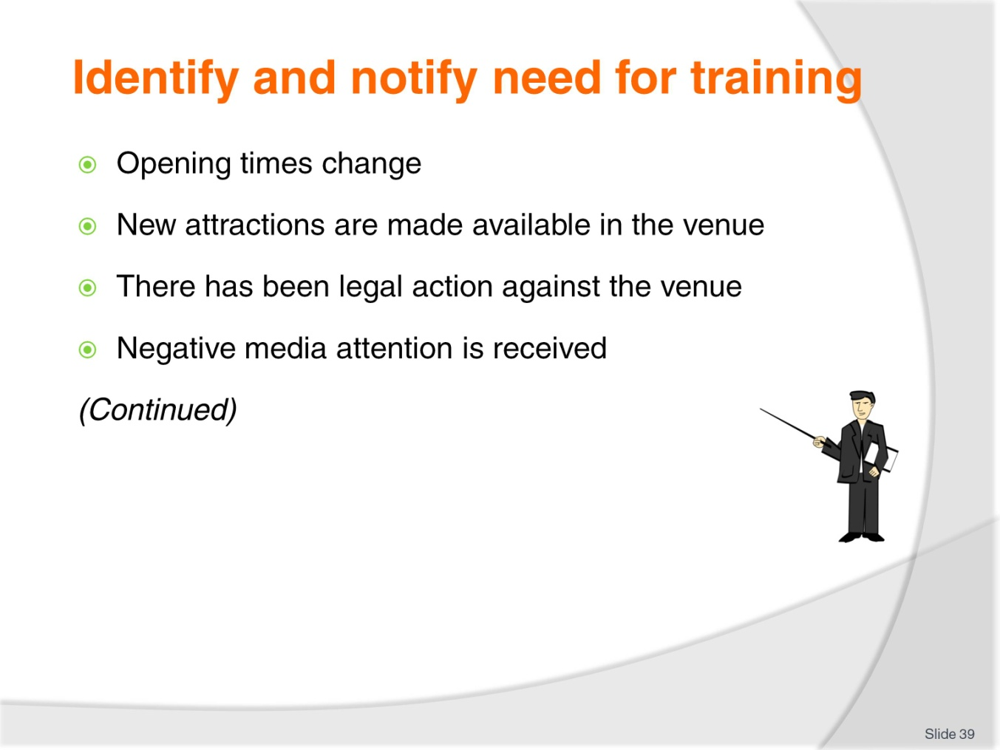 Identify and notify need for training
Opening times change
New attractions are made available in the venue
There has been legal action against the venue
Negative media attention is received
(Continued)
Slide 39